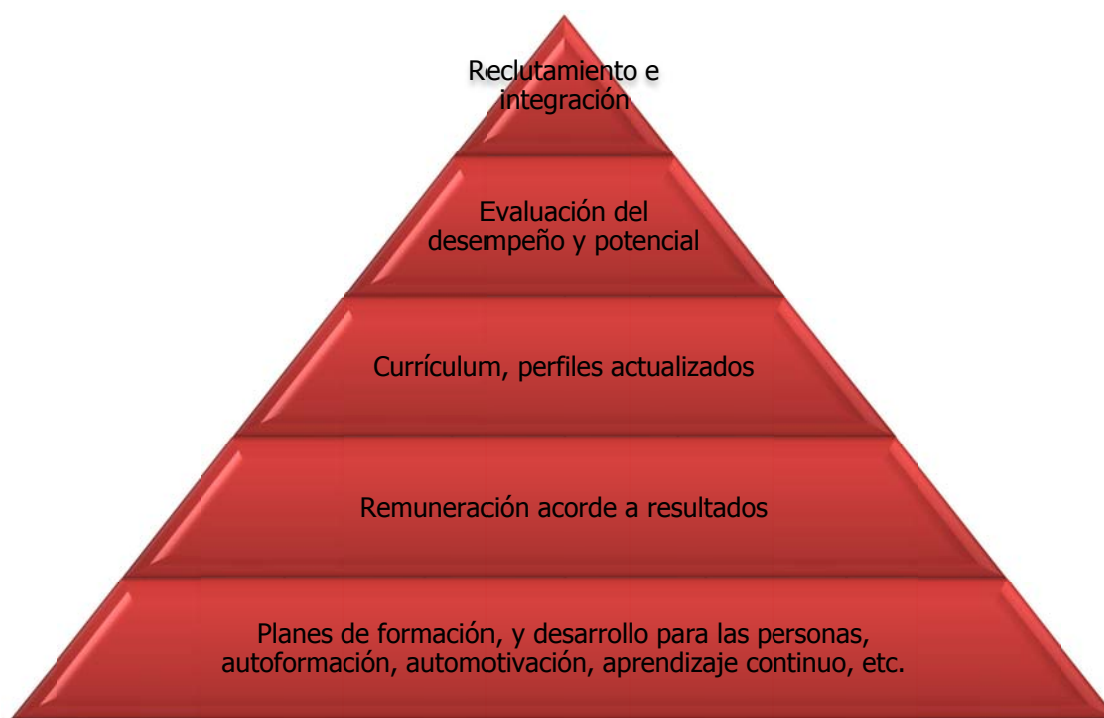 Reclutamiento e
integración
Evaluación del
desempeño y potencial
Currículum, perfiles actualizados
Remuneración acorde a resultados
Planes de formación, y desarrollo para las personas,
autoformación, automotivación, aprendizaje continuo, etc.